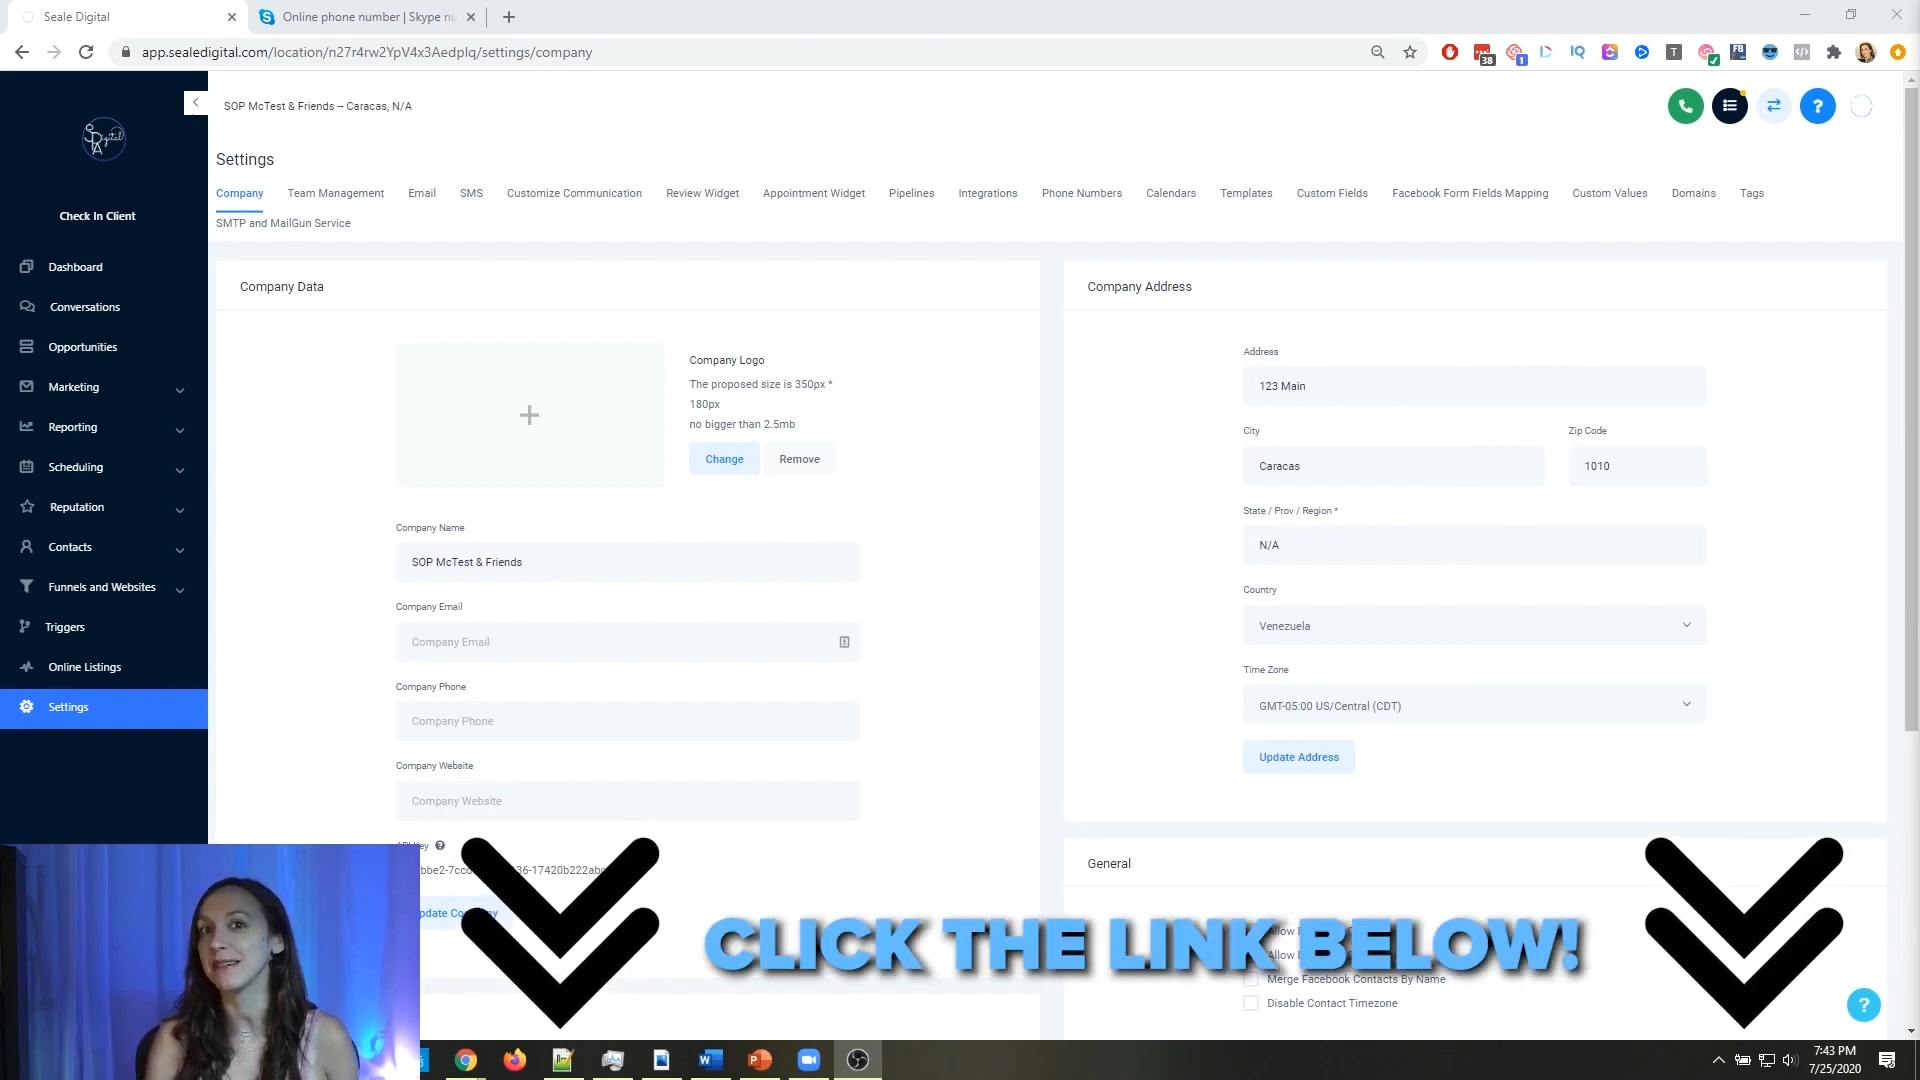 Seale Digital
Online phone number | Skype nu
app.sealedigital.com/location/n27r4rw2YpV4x3Aedplq/settings/company
38
1
IQ
T
FB
SOP McTest & Friends -- Caracas, N/A
?
Digital
Settings
Company Team Management Email SMS Customize Communication Review Widget Appointment Widget Pipelines Integrations Phone Numbers Calendars Templates Custom Fields Facebook Form Fields Mapping Custom Values Domains Tags
SMTP and MailGun Service
Check In Client
Dashboard
Conversations
Opportunities
Marketing
Reporting
Scheduling
Reputation
Contacts
Funnels and Websites
Triggers
Online Listings
Settings
Company Data
Company Logo
The proposed size is 350px *
180px
no bigger than 2.5mb
Change Remove
Company Name
SOP McTest & Friends
Company Email
Company Email
Company Phone
Company Phone
Company Website
Company Website
Company Address
Address
123 Main
City Zip Code
Caracas 1010
State / Prov / Region *
N/A
Country
Venezuela
Time Zone
GMT-05:00 US/Central (CDT)
Update Address
General
Merge Facebook Contacts By Name
Disable Contact Timezone
CLICK THE LINK BELOW!
?
7:43 PM
7/25/2020